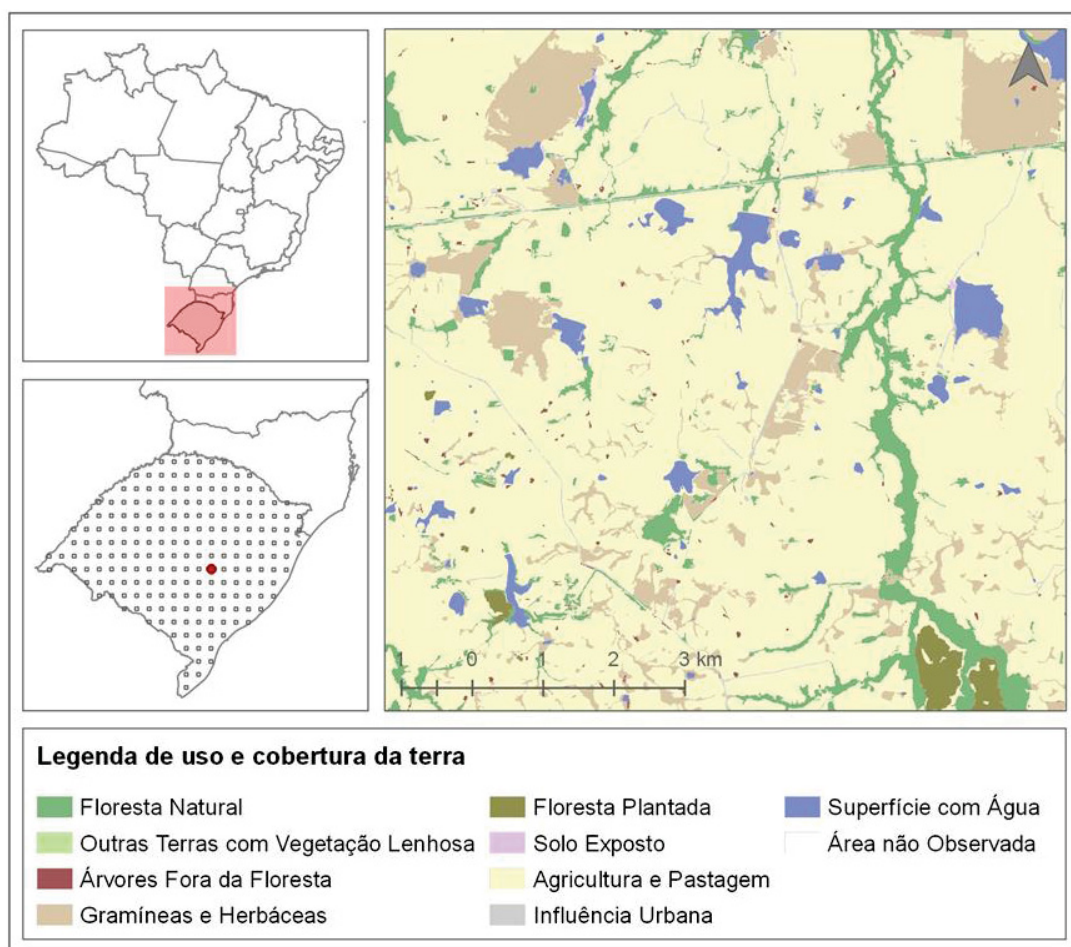 1 0 1 2 3 km
Legenda de uso e cobertura da terra
Floresta Natural
Outras Terras com Vegetação Lenhosa
Árvores Fora da Floresta
Gramíneas e Herbáceas
Floresta Plantada
Solo Exposto
Agricultura e Pastagem
Influência Urbana
Superfície com Água
Área não Observada